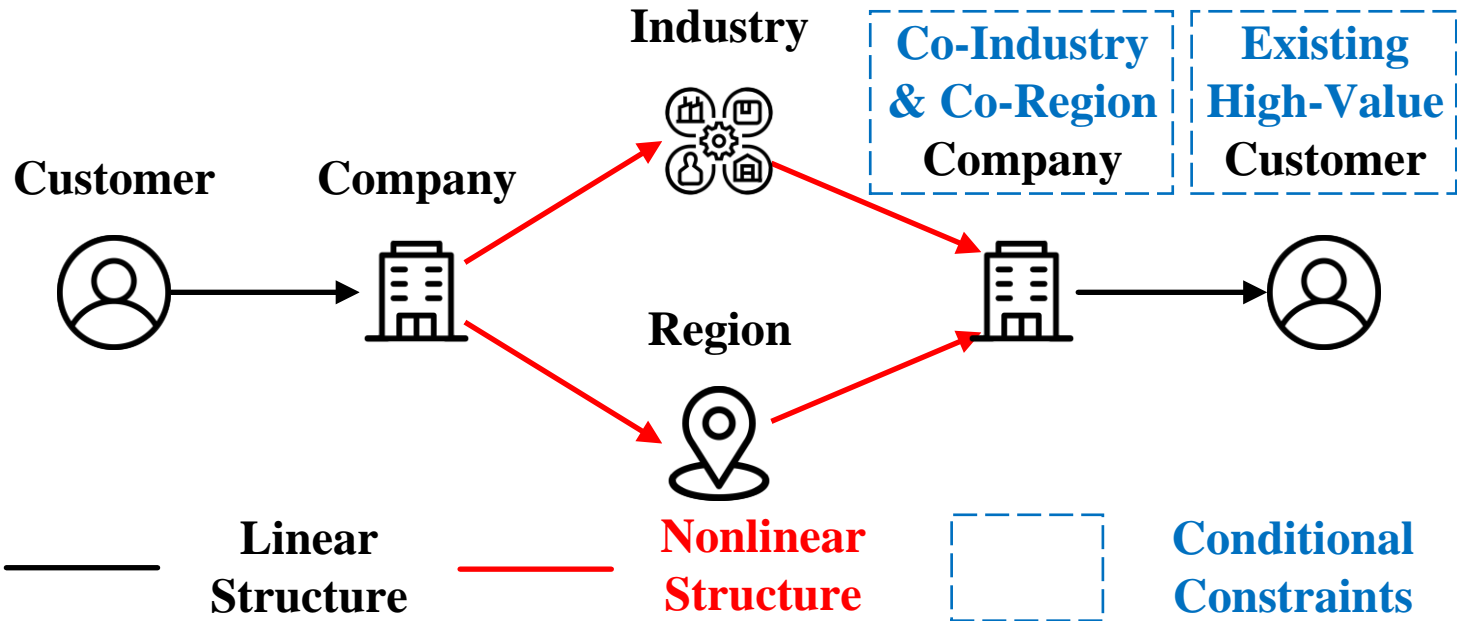 Industry
Co-Industry
& Co-Region
Company
Existing
High-Value
Customer
Customer
Company
Region
Linear
Structure
Nonlinear
Structure
Conditional
Constraints